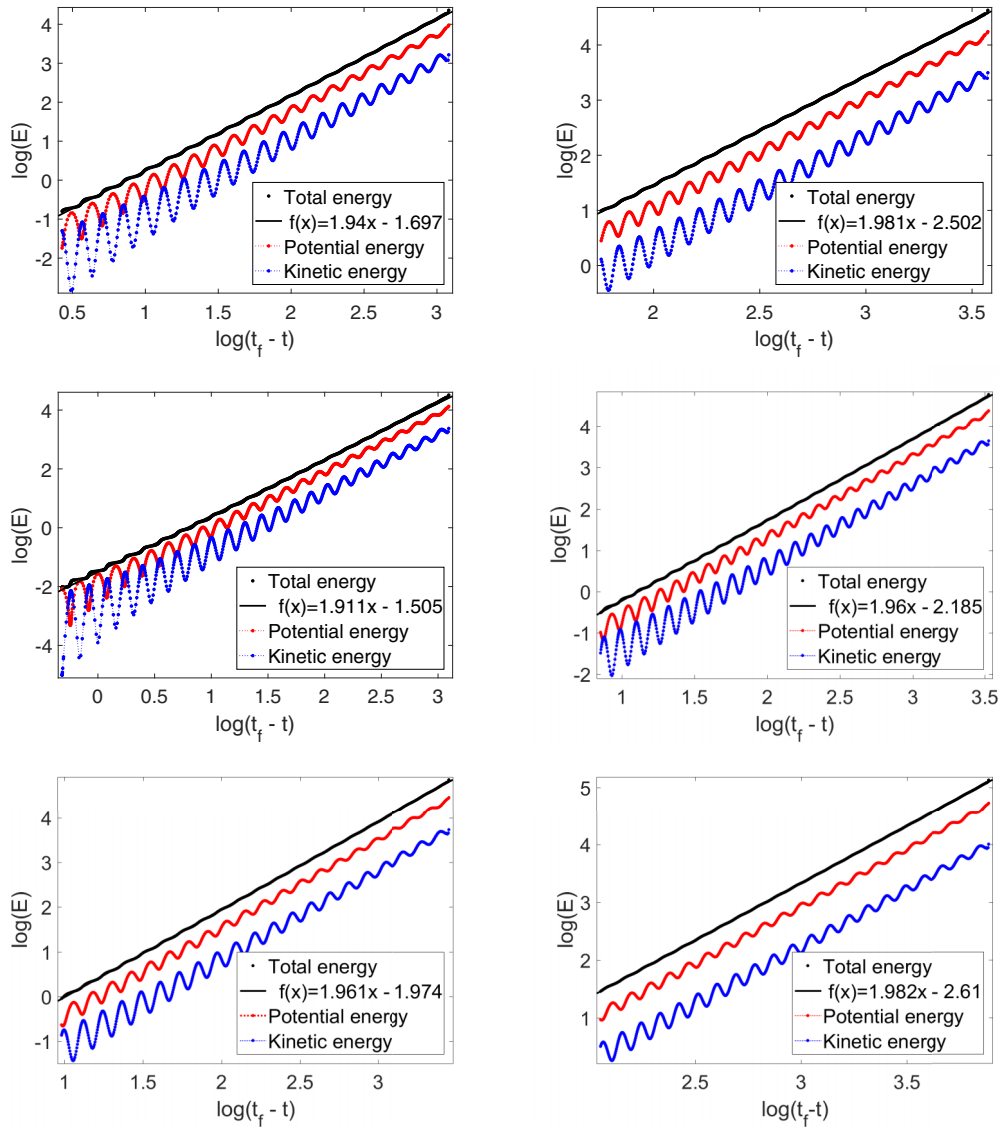 4
3
2
1
0
-1
-2
log(E)
0.5 1 1.5 2 2.5 3
log(t_f - t)
Total energy
f(x)=1.94x - 1.697
Potential energy
Kinetic energy
4
3
2
1
0
log(E)
2 2.5 3 3.5
log(t_f - t)
Total energy
f(x)=1.981x - 2.502
Potential energy
Kinetic energy
4
2
0
-2
-4
log(E)
0 0.5 1 1.5 2 2.5 3
log(t_f - t)
Total energy
f(x)=1.911x - 1.505
Potential energy
Kinetic energy
4
3
2
1
0
-1
-2
log(E)
1 1.5 2 2.5 3 3.5
log(t_f - t)
Total energy
f(x)=1.96x - 2.185
Potential energy
Kinetic energy
4
3
2
1
0
-1
log(E)
1 1.5 2 2.5 3
log(t_f - t)
Total energy
f(x)=1.961x - 1.974
Potential energy
Kinetic energy
5
4
3
2
1
log(E)
2.5 3 3.5
log(t_f-t)
Total energy
f(x)=1.982x - 2.61
Potential energy
Kinetic energy